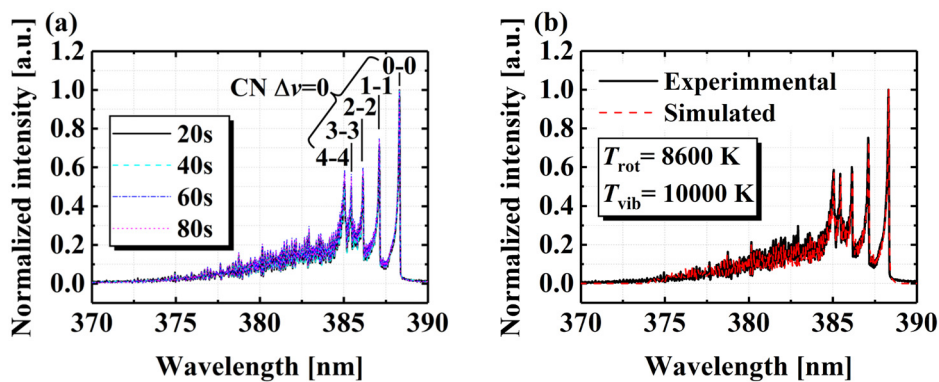 (a)
Normalized intensity [a.u.]
1.2
1.0
0.8
0.6
0.4
0.2
0.0
CN Δν=0
0-0
1-1
2-2
3-3
4-4
20s
40s
60s
80s
370 375 380 385 390
Wavelength [nm]
(b)
Normalized intensity [a.u.]
1.2
1.0
0.8
0.6
0.4
0.2
0.0
Experimmental
Simulated
Trot= 8600 K
Tvib= 10000 K
370 375 380 385 390
Wavelength [nm]